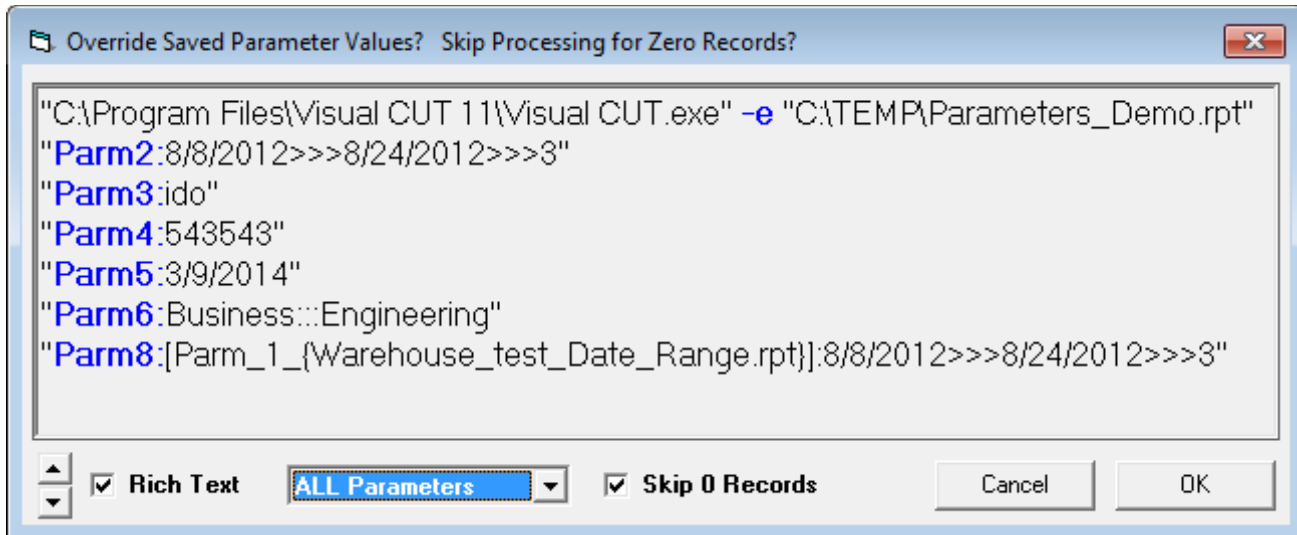 Override Saved Parameter Values? Skip Processing for Zero Records?
"C:\Program Files\Visual CUT 11\Visual CUT.exe" -e "C:\TEMP\Parameters_Demo.rpt"
"Parm2:8/8/2012>>>8/24/2012>>>3"
"Parm3:ido"
"Parm4:543543"
"Parm5:3/9/2014"
"Parm6:Business:::Engineering"
"Parm8:[Parm_1_{Warehouse_test_Date_Range.rpt}]:8/8/2012>>>8/24/2012>>>3"
Rich Text ALL Parameters Skip 0 Records Cancel OK